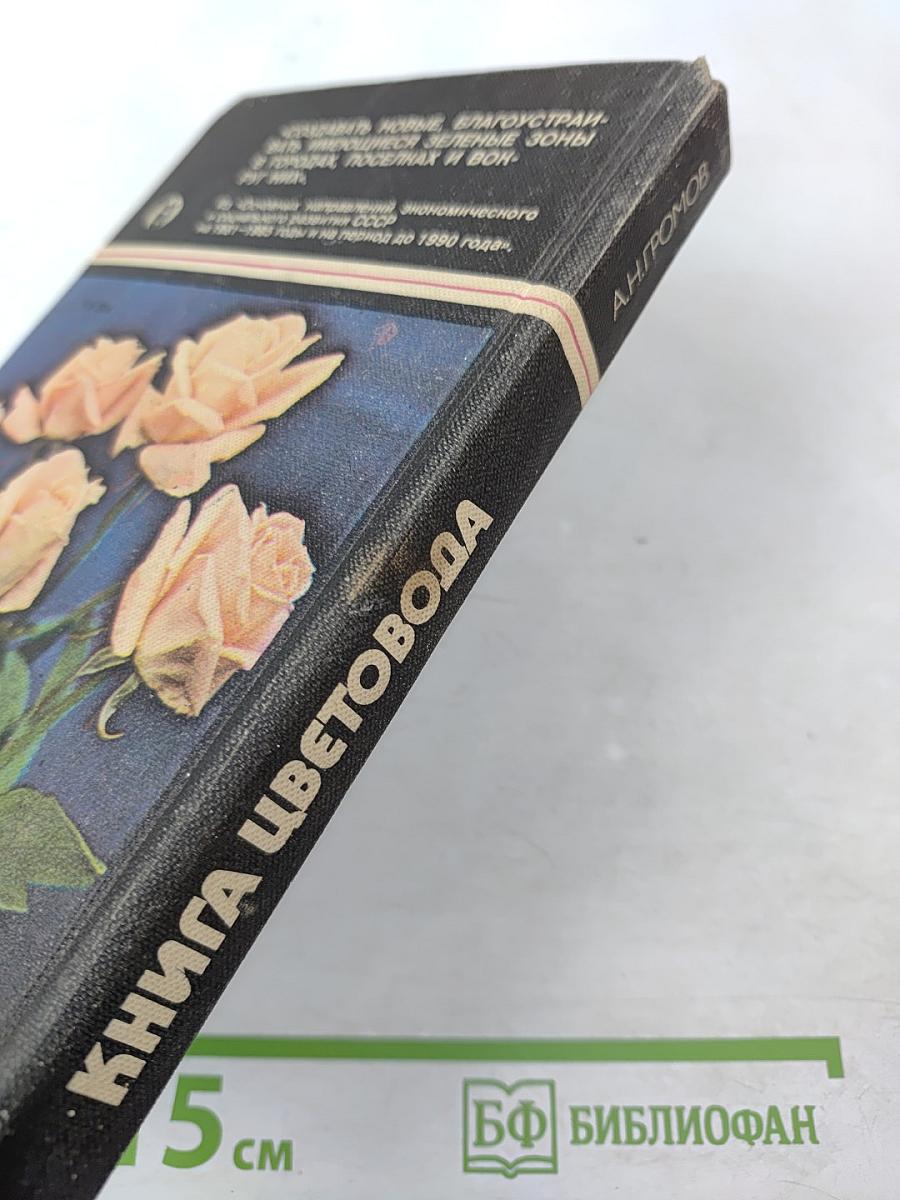 «СОЗДАВАТЬ НОВЫЕ, БЛАГОУСТРАИ-
ВАТЬ ИМЕЮЩИЕСЯ ЗЕЛЕНЫЕ ЗОНЫ
В ГОРОДАХ, ПОСЕЛКАХ И ВОК-
РУГ НИХ».
Из «Основных направлений экономического
и социального развития СССР
на 1981—1985 годы и на период до 1990 года».
А.Н.ГРОМОВ
КНИГА ЦВЕТОВОДА
15 см
БФ БИБЛИОФАН